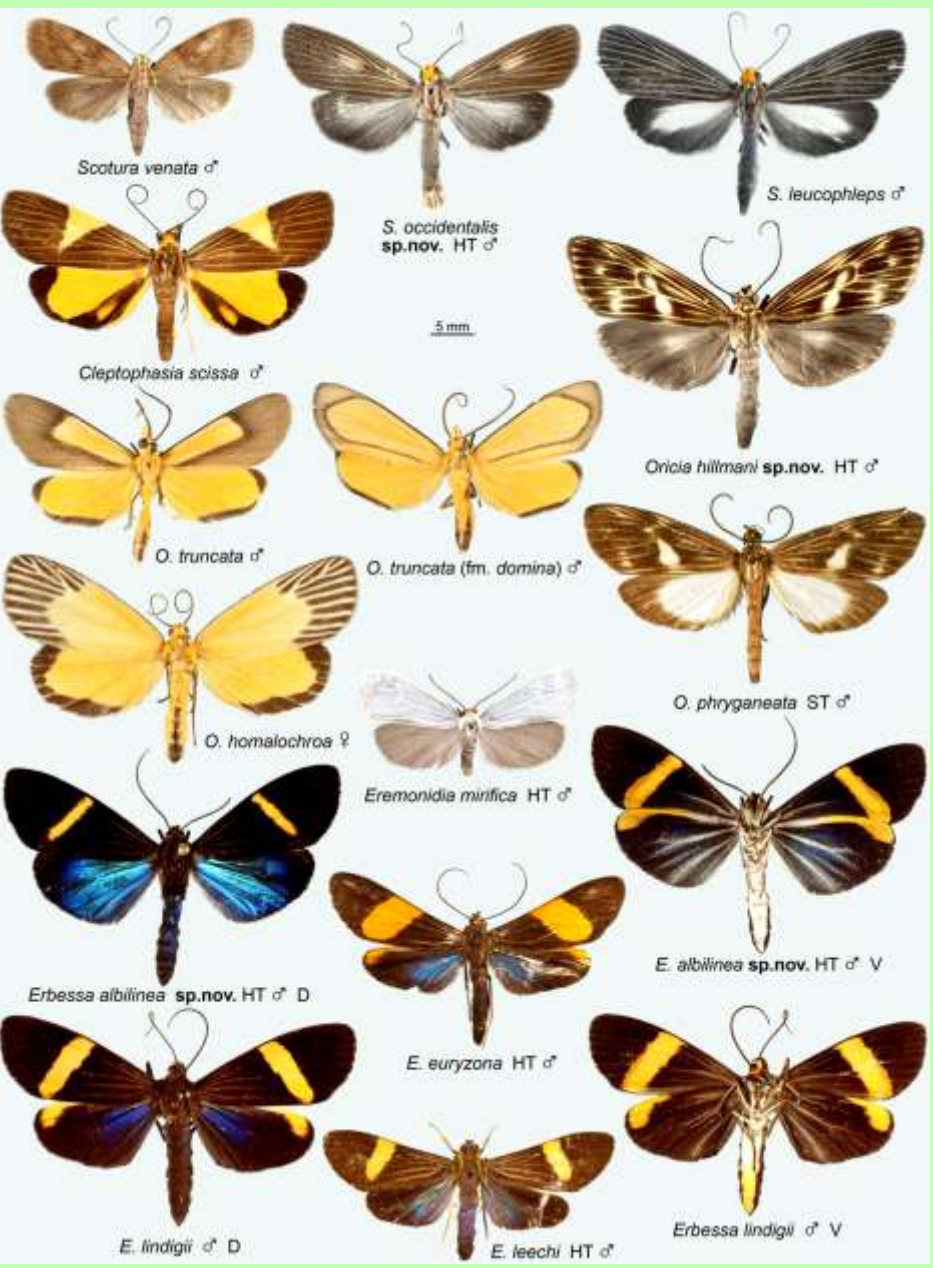 Scotura venata ♂
S. occidentalis
sp.nov. HT ♂
S. leucophleps ♂
Cleptophasia scissa ♂
5 mm
Oricia hillmani sp.nov. HT ♂
O. truncata ♂
O. truncata (fm. domina) ♂
O. phryganeata ST ♂
O. homalochroa ♀
Eremonidia mirifica HT ♂
Erbessa albilinea sp.nov. HT ♂ D
E. albilinea sp.nov. HT ♂ V
E. euryzona HT ♂
E. lindigii ♂ D
E. leechi HT ♂
Erbessa lindigii ♂ V